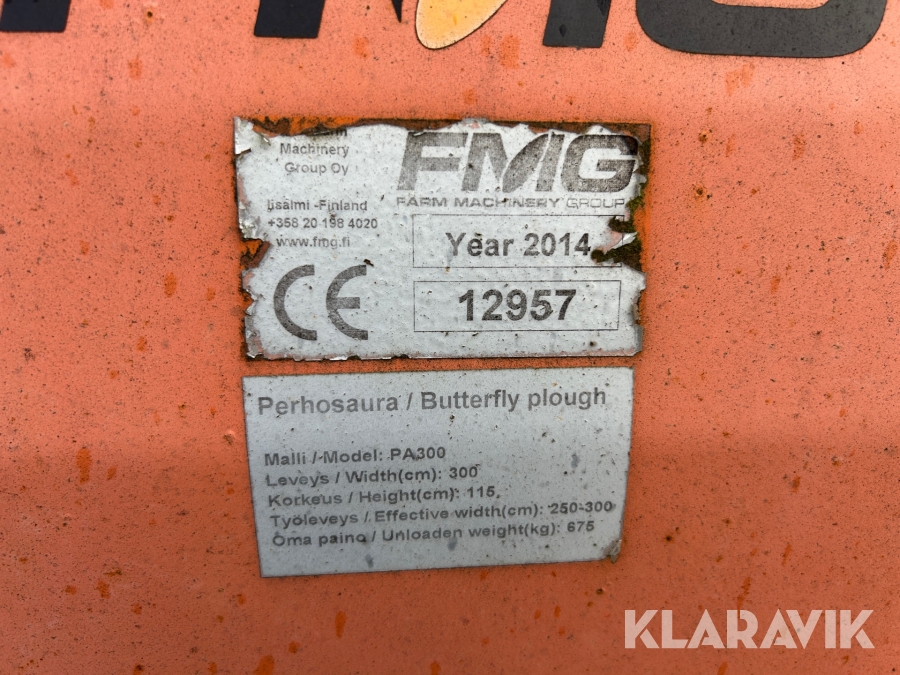 Machinery
Group Oy
Iisalmi -Finland
+358 20 198 4020
www.fmg.fi
FMG
FARM MACHINERY GROUP
Year 2014
CE
12957
Perhosaura / Butterfly plough
Malli / Model: PA300
Leveys / Width(cm): 300
Korkeus / Height(cm): 115
Työleveys / Effective width(cm): 250-300
Oma paino / Unloaden weight(kg): 675
KLARAVIK